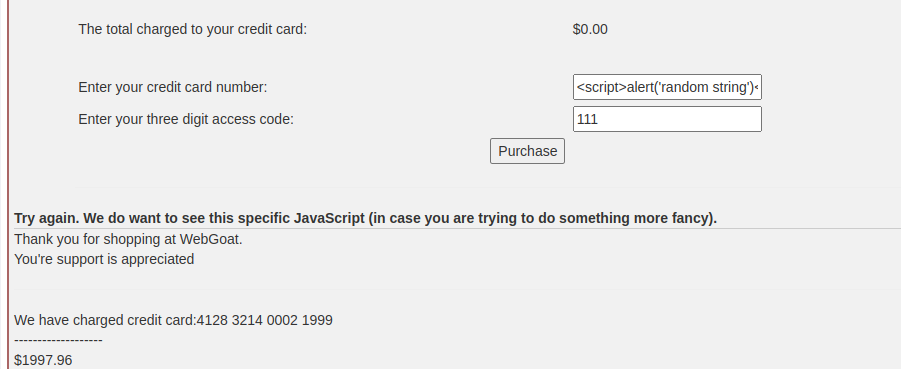 The total charged to your credit card: $0.00
Enter your credit card number: <script>alert('random string')<
Enter your three digit access code: 111
Purchase
Try again. We do want to see this specific JavaScript (in case you are trying to do something more fancy).
Thank you for shopping at WebGoat.
You're support is appreciated
We have charged credit card:4128 3214 0002 1999
-------------------
$1997.96